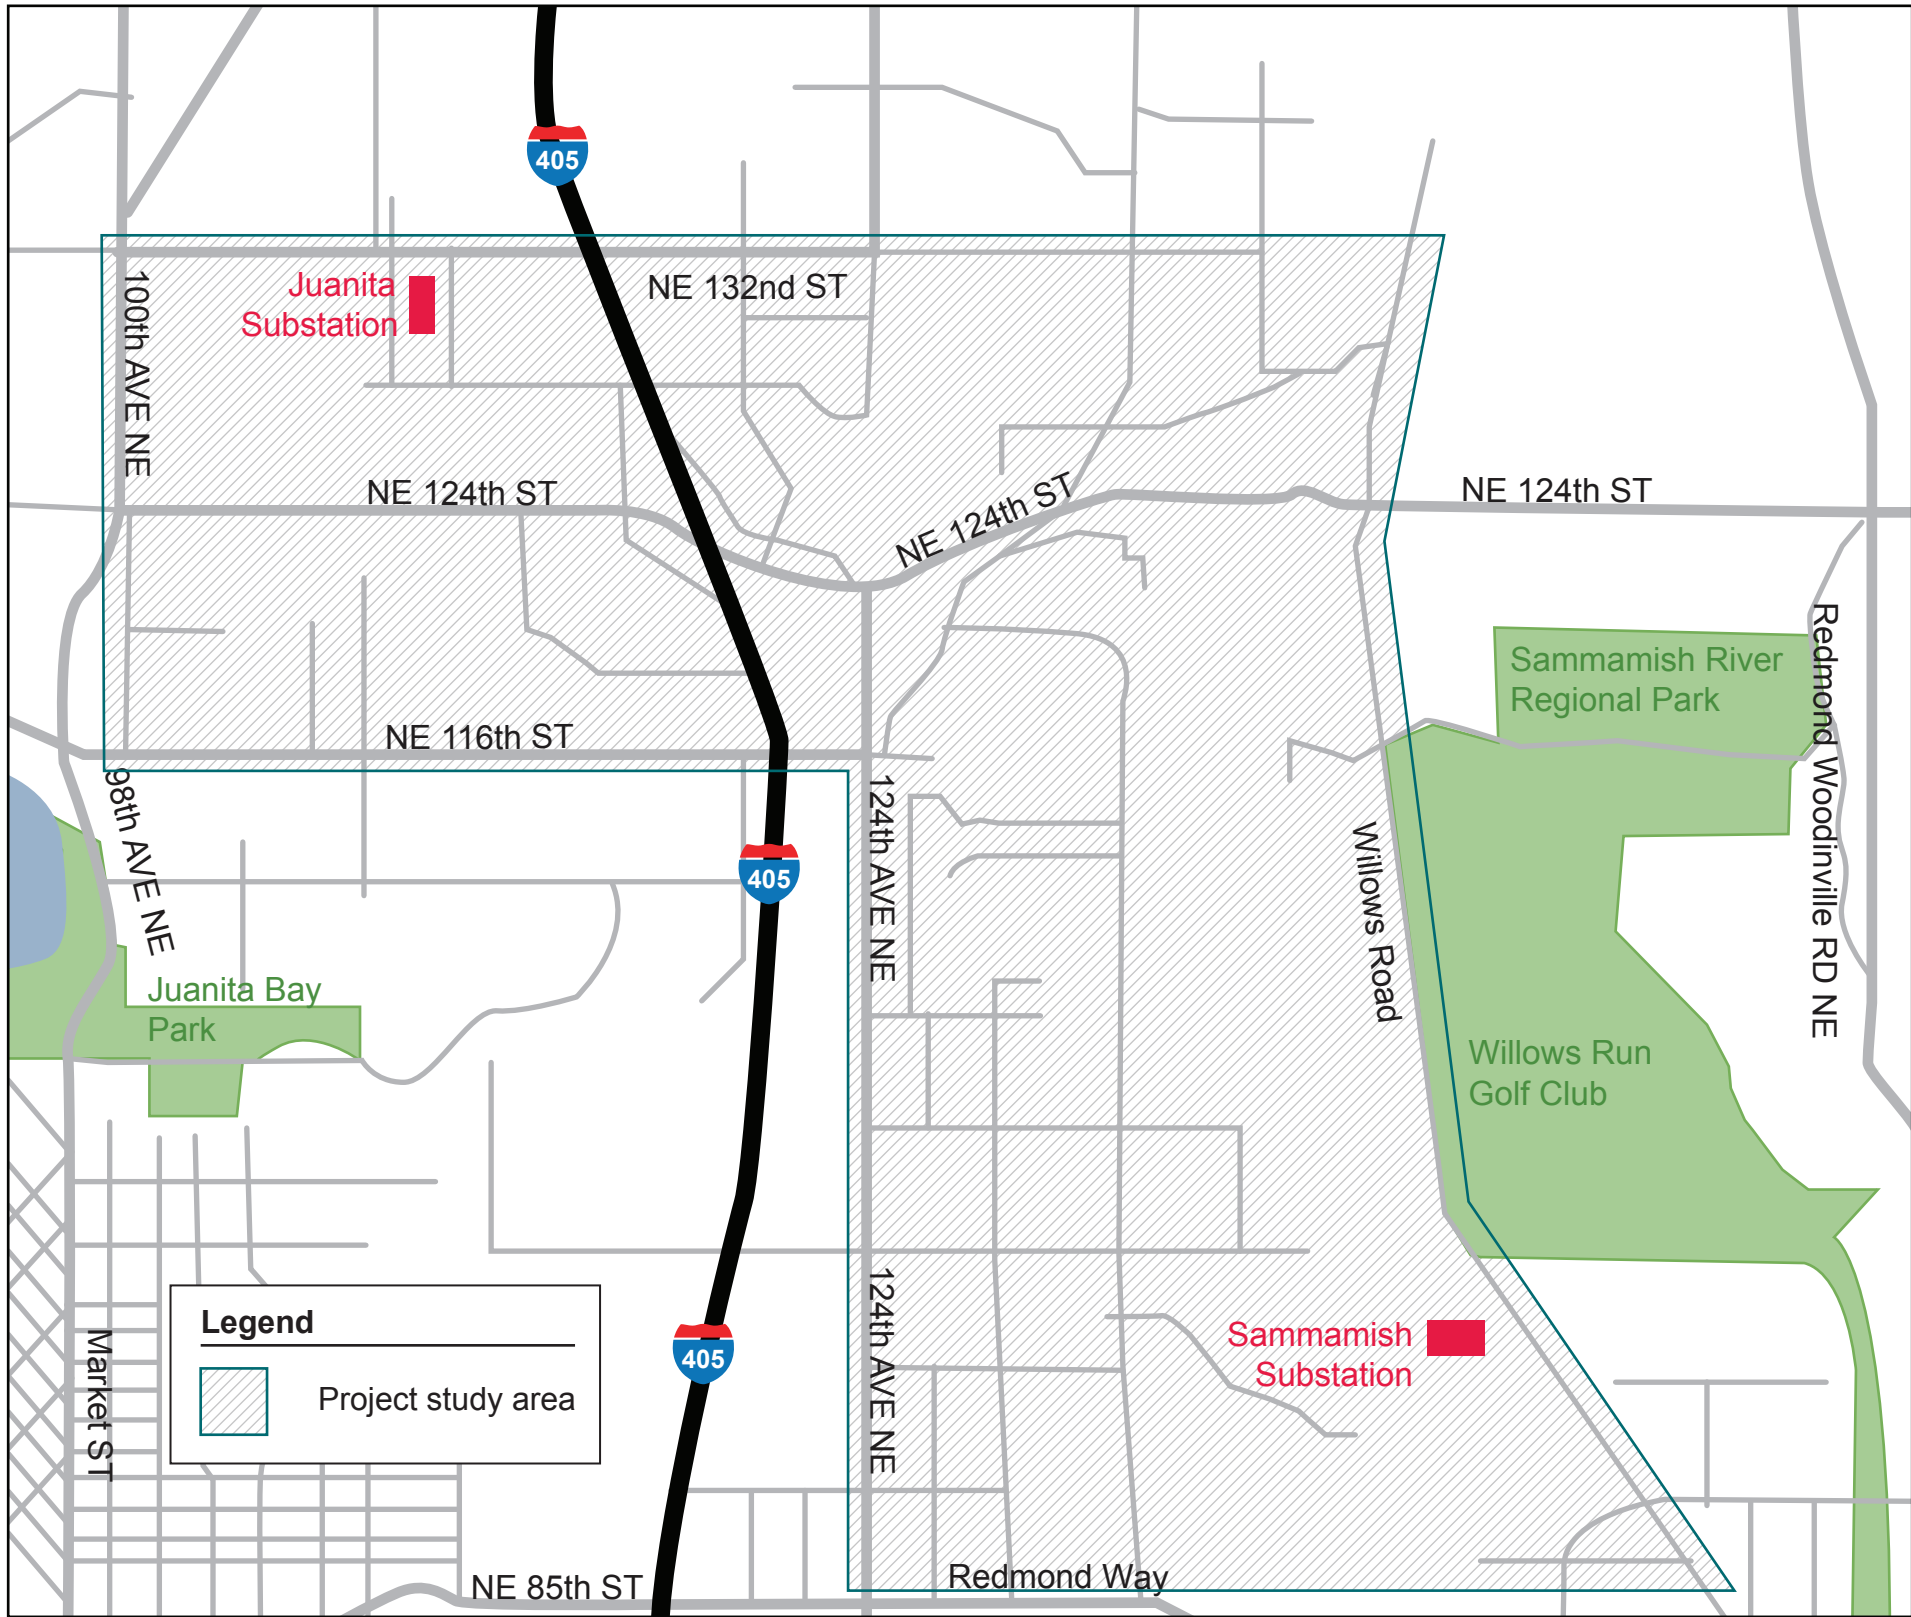 405
Juanita
Substation
NE 132nd ST
100th AVE NE
NE 124th ST
NE 124th ST
NE 124th ST
Sammamish River
Regional Park
Redmond Woodinville RD NE
NE 116th ST
98th AVE NE
124th AVE NE
Willows Road
405
Juanita Bay
Park
Willows Run
Golf Club
124th AVE NE
Legend
Project study area
Market ST
405
Sammamish
Substation
NE 85th ST
Redmond Way